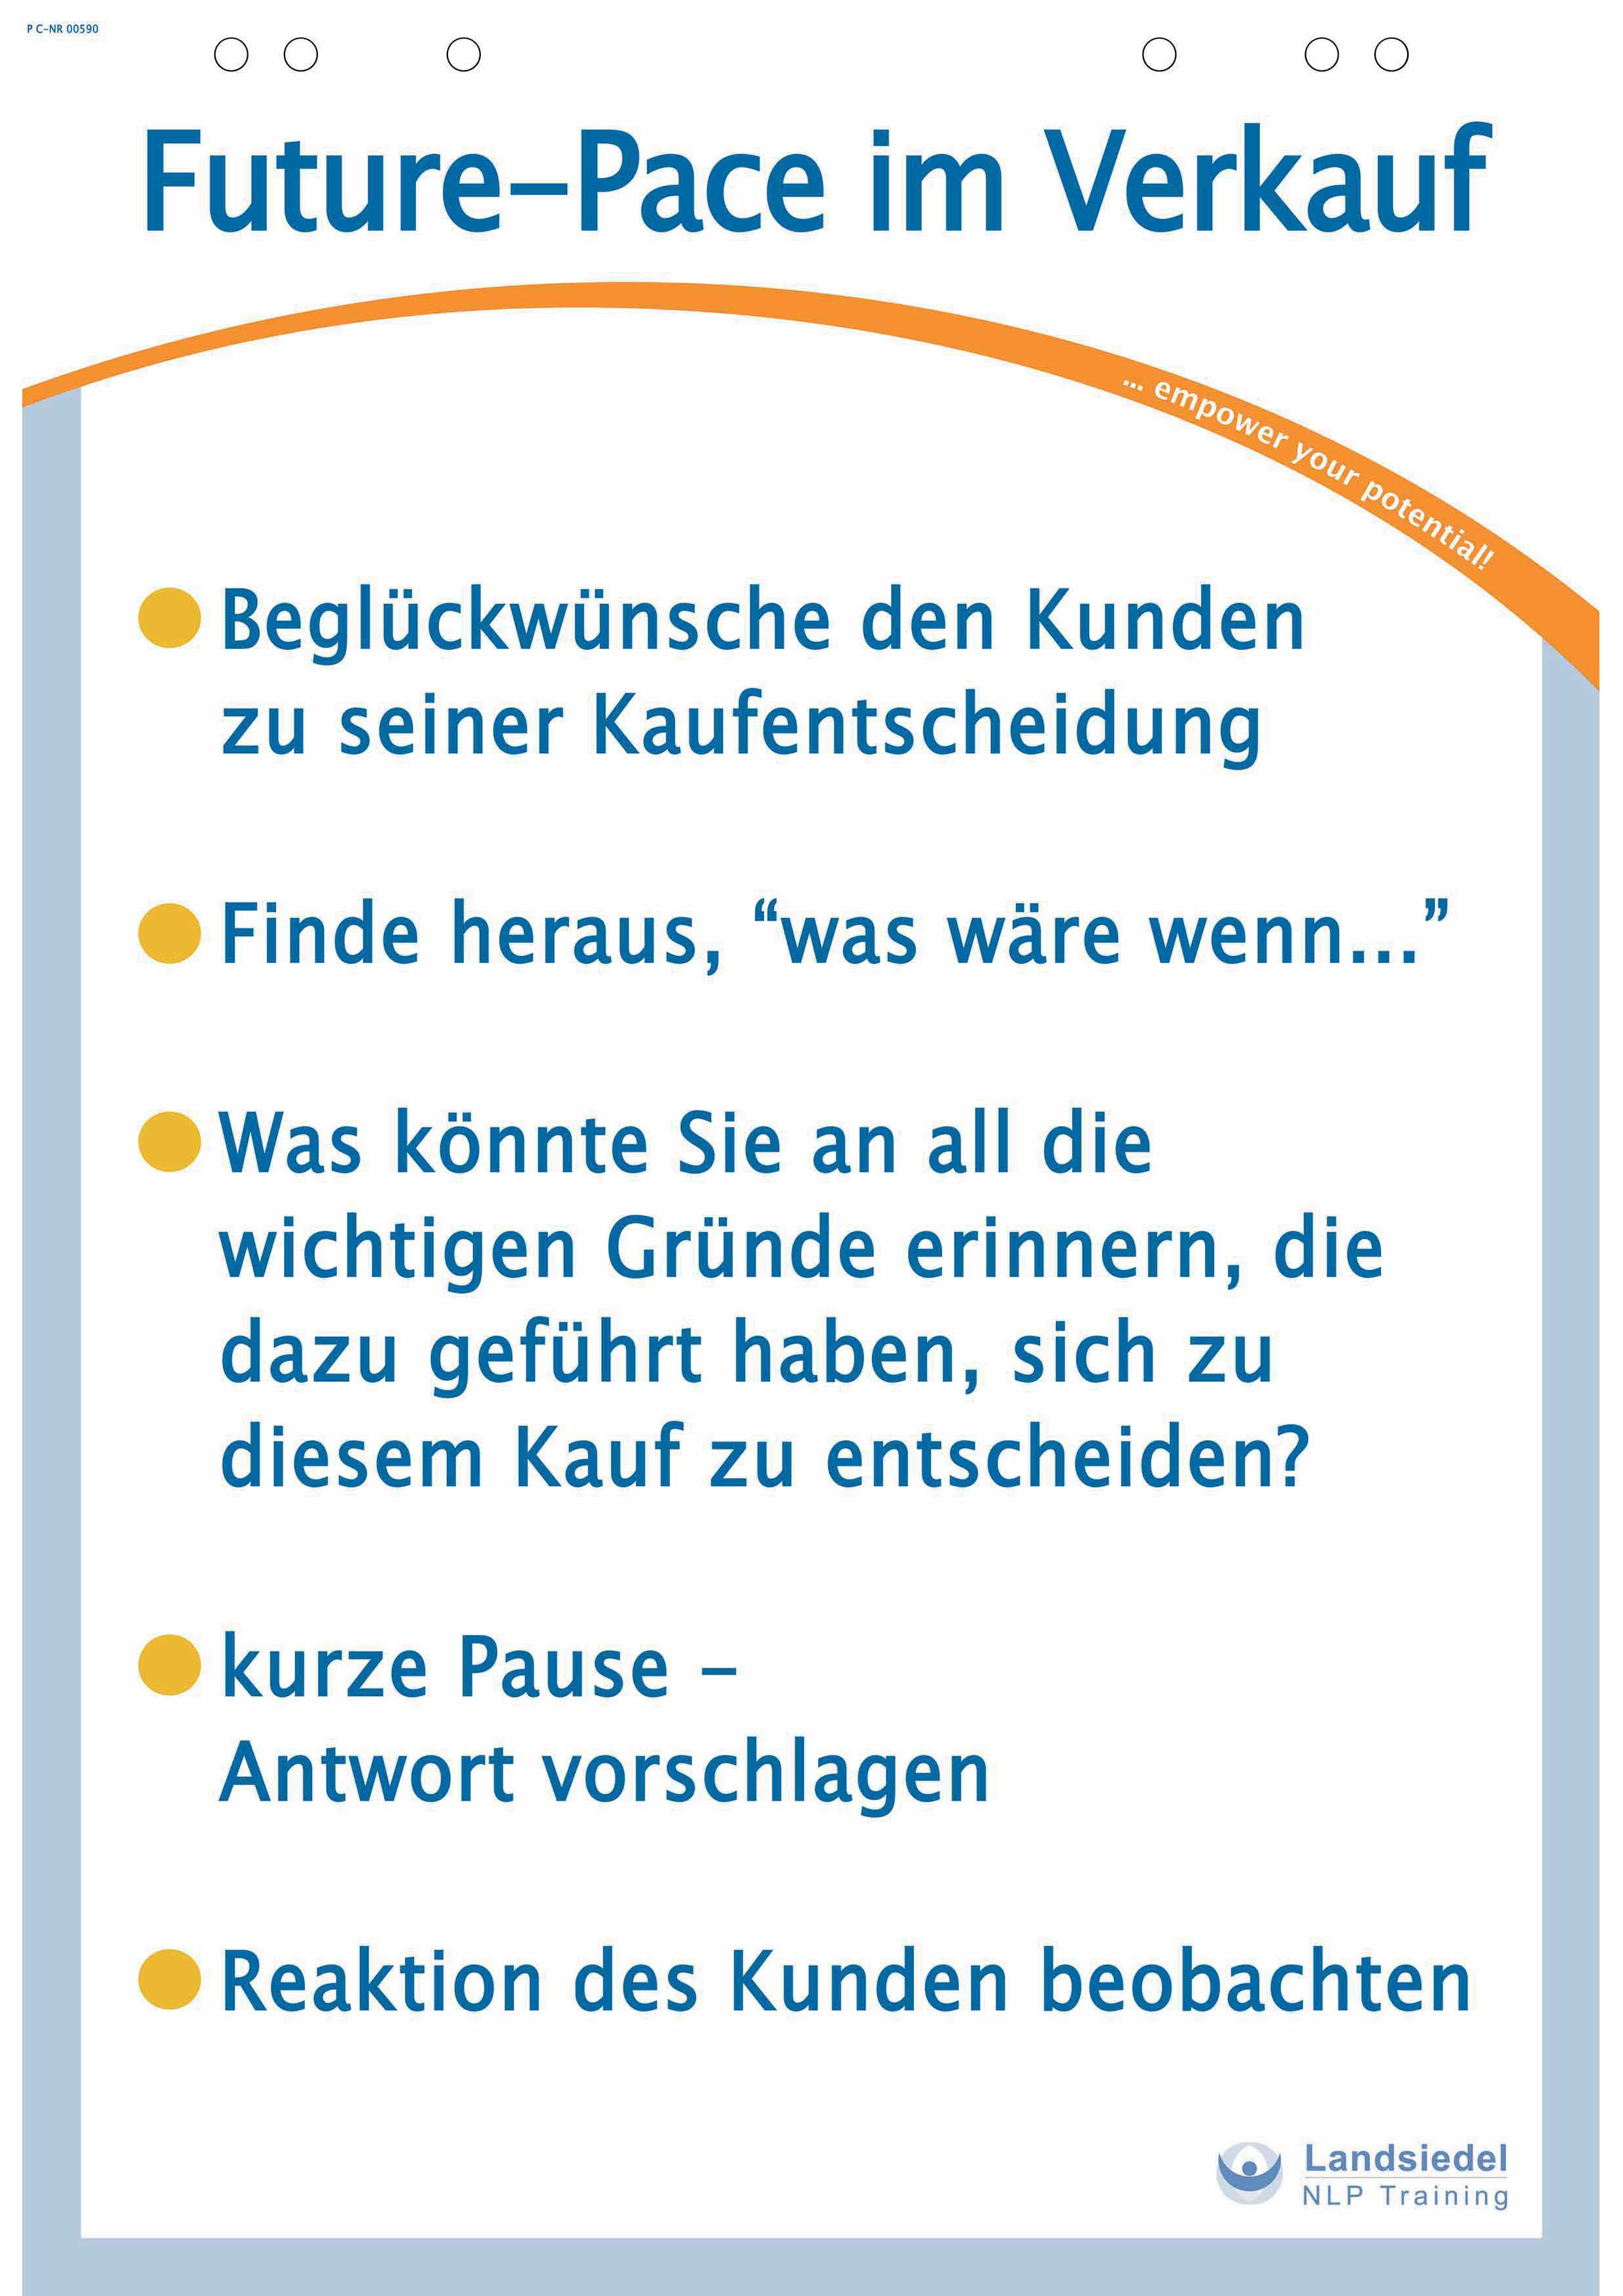 P C–NR 00590
Future–Pace im Verkauf
... empower your potential!
Beglückwünsche den Kunden
zu seiner Kaufentscheidung
Finde heraus, “was wäre wenn...”
Was könnte Sie an all die
wichtigen Gründe erinnern, die
dazu geführt haben, sich zu
diesem Kauf zu entscheiden?
kurze Pause –
Antwort vorschlagen
Reaktion des Kunden beobachten
Landsiedel
NLP Training